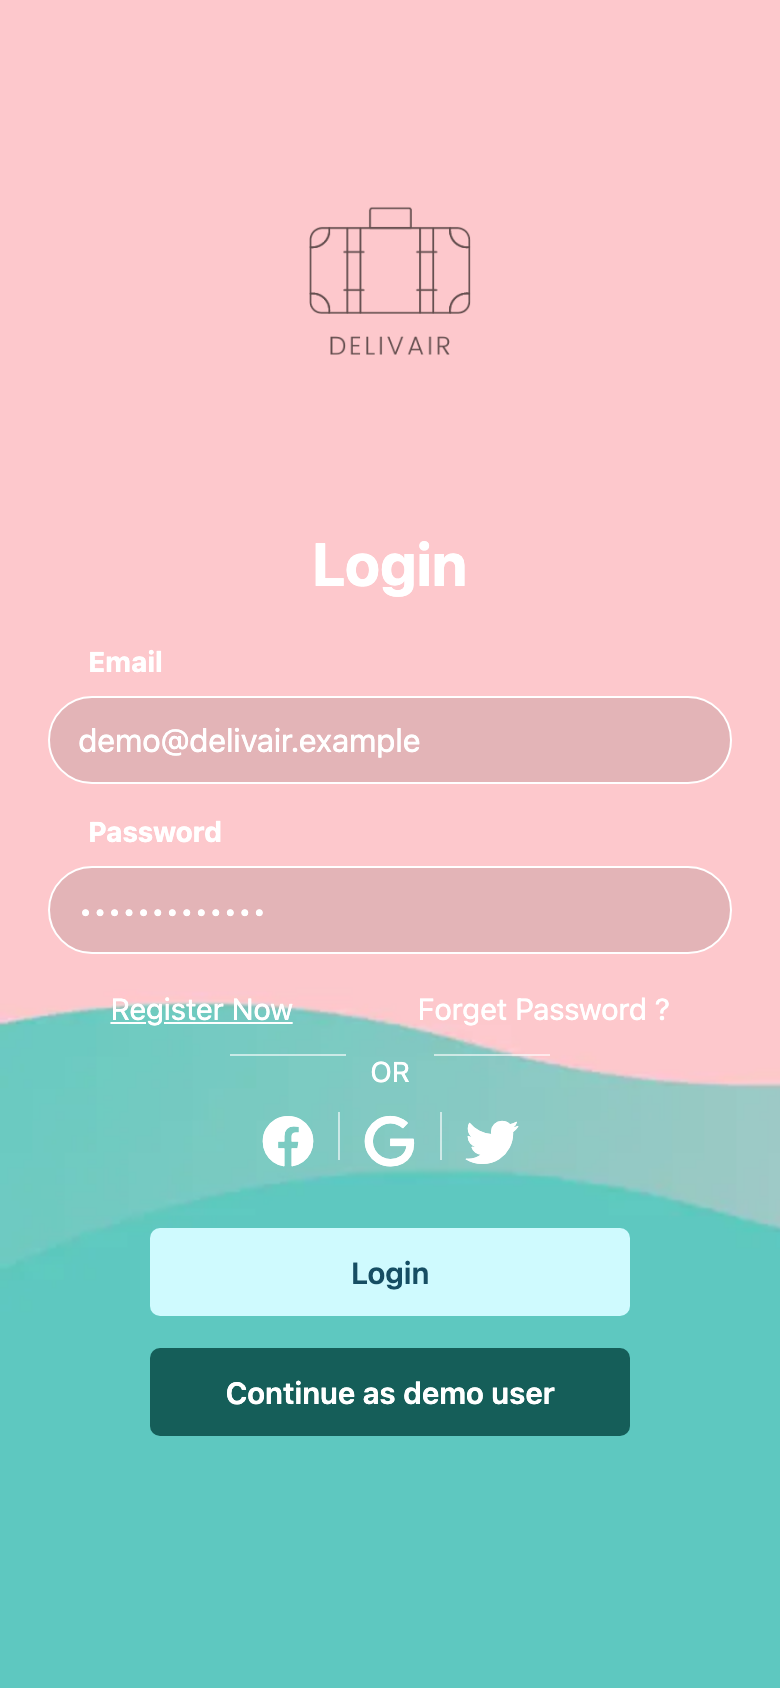 DELIVAIR
Login
Email
demo@delivair.example
Password
•••••••••••••
Register Now
Forget Password ?
OR
Login
Continue as demo user